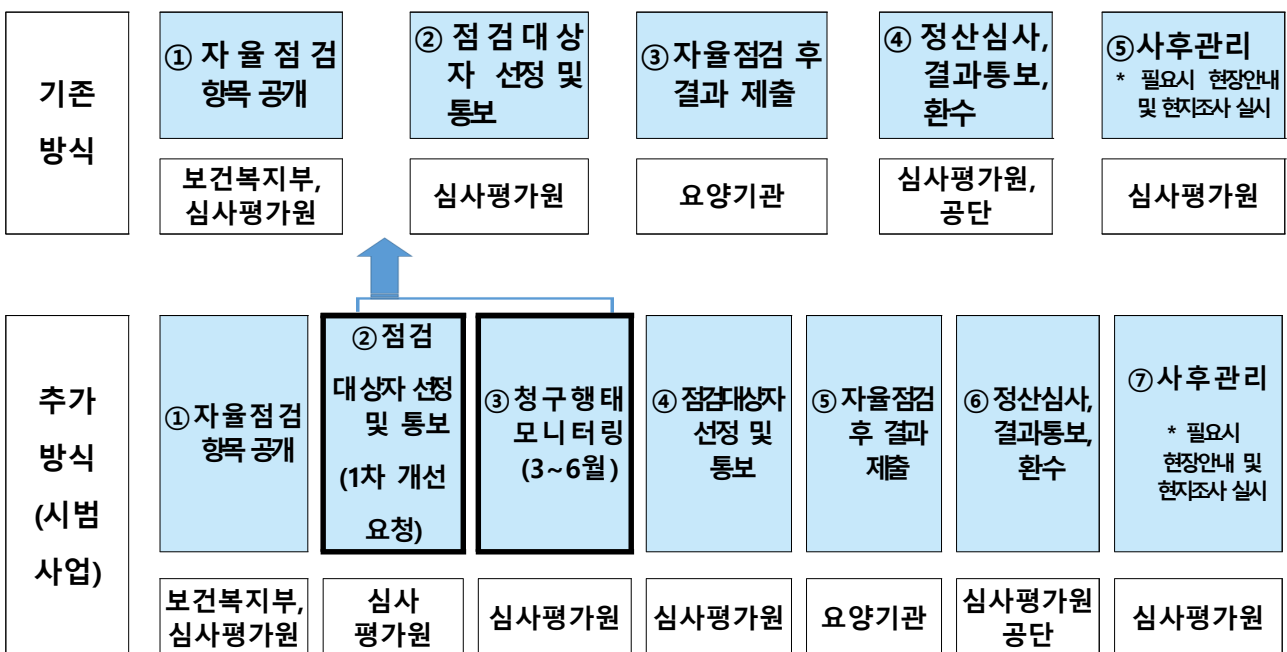 기존
방식
① 자율점검
항목 공개
② 점검대상
자 선정 및
통보
③ 자율점검 후
결과 제출
④ 정산심사,
결과통보,
환수
⑤ 사후관리
* 필요시 현장안내
및 현지조사 실시
보건복지부,
심사평가원
심사평가원
요양기관
심사평가원,
공단
심사평가원
추가
방식
(시범
사업)
① 자율점검
항목 공개
② 점검
대상자 선정
및 통보
(1차 개선
요청)
③ 청구행태
모니터링
(3~6월)
④ 점검대상자
선정 및
통보
⑤ 자율점검
후 결과
제출
⑥ 정산심사,
결과통보,
환수
⑦ 사후관리
* 필요시
현장안내 및
현지조사 실시
보건복지부,
심사평가원
심사
평가원
심사평가원
심사평가원
요양기관
심사평가원
공단
심사평가원